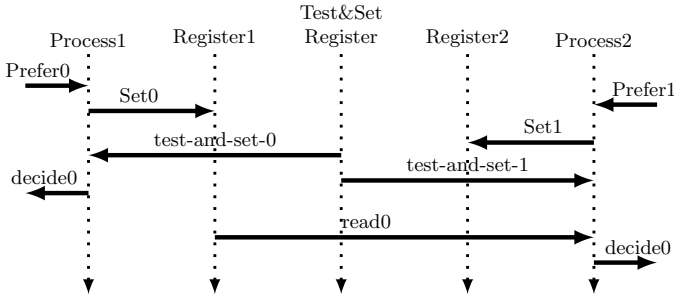 Test&Set
Process1 Register1 Register Register2 Process2
Prefer0
Prefer1
Set0
Set1
test-and-set-0
test-and-set-1
decide0
read0
decide0